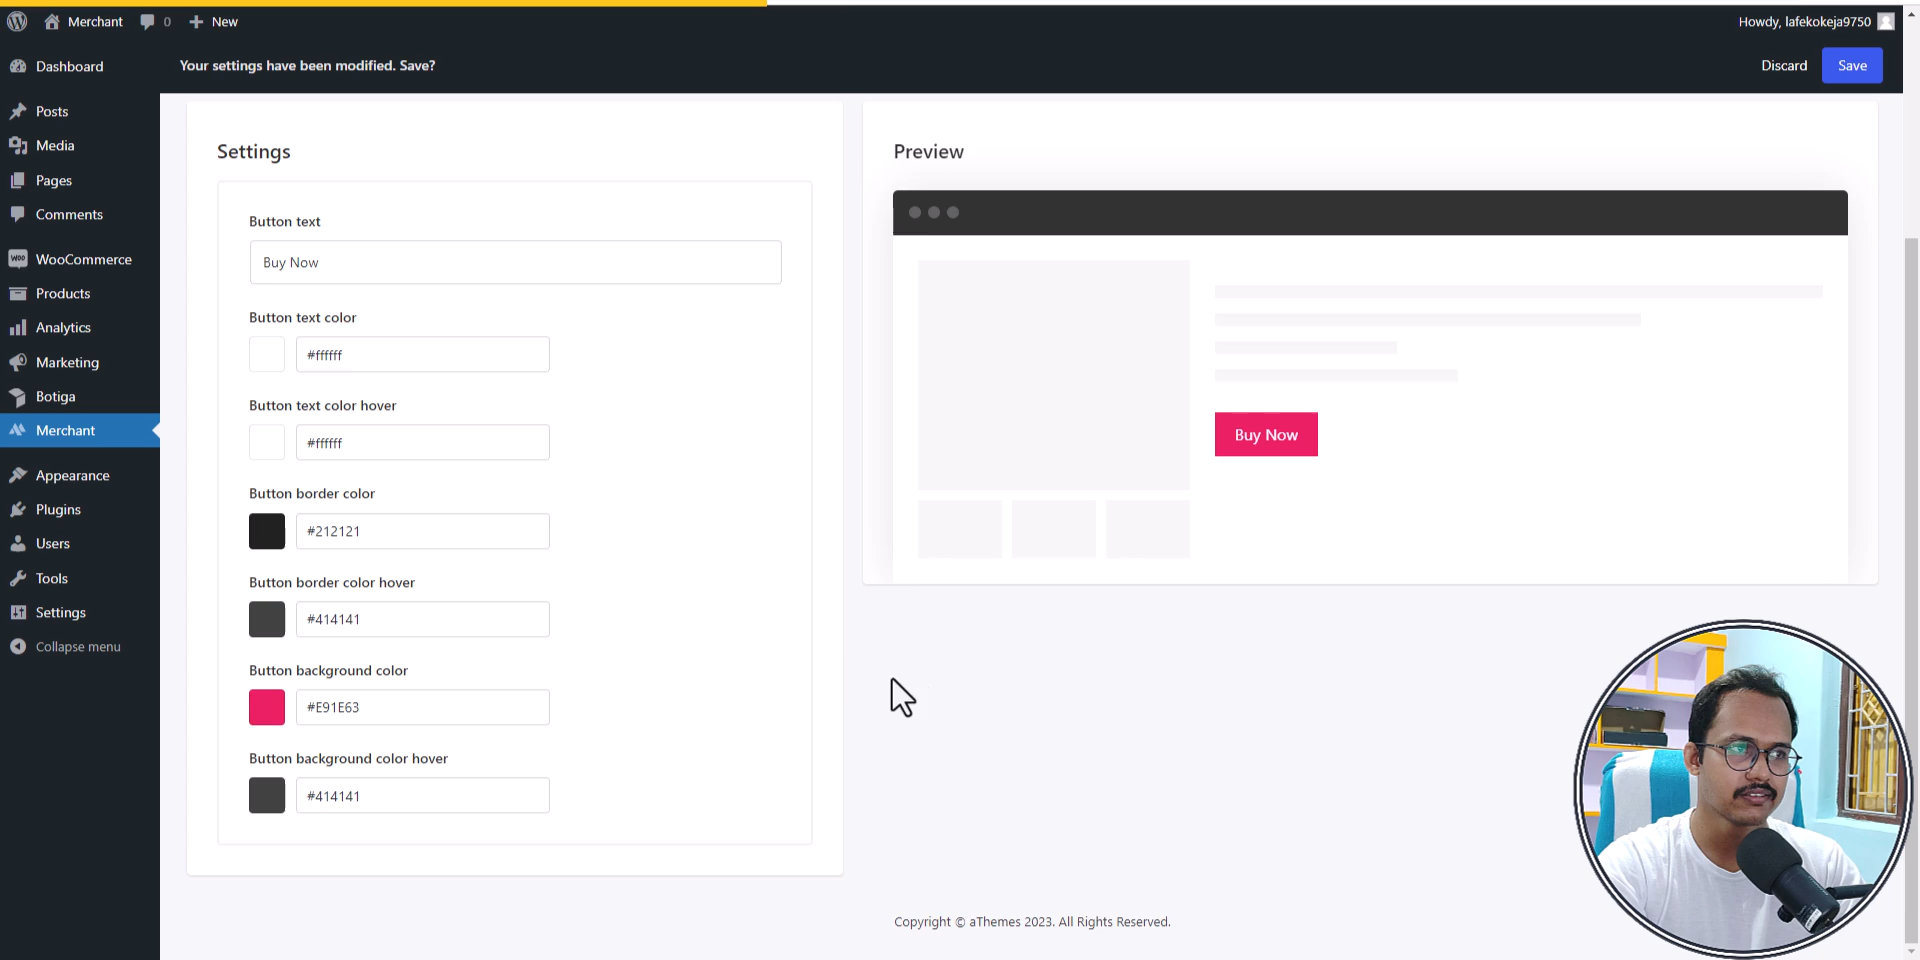 Merchant
0
New
Howdy, lafekokeja9750
Your settings have been modified. Save?
Discard
Save
Dashboard
Posts
Media
Pages
Comments
WooCommerce
Products
Analytics
Marketing
Botiga
Merchant
Appearance
Plugins
Users
Tools
Settings
Collapse menu
Settings
Button text
Buy Now
Button text color
#ffffff
Button text color hover
#ffffff
Button border color
#212121
Button border color hover
#414141
Button background color
#E91E63
Button background color hover
#414141
Preview
Buy Now
Copyright © aThemes 2023. All Rights Reserved.